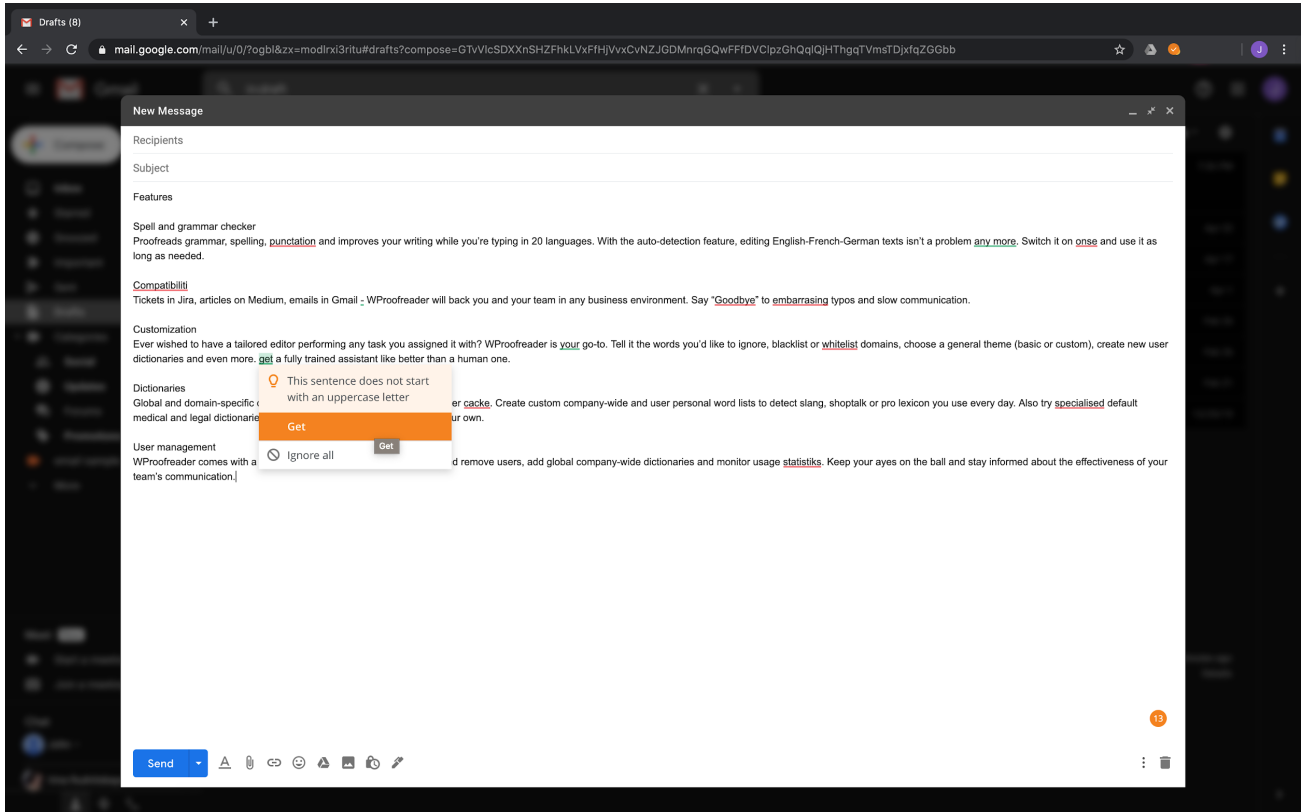 Drafts (8)
mail.google.com/mail/u/0/?ogbl&zx=modlrxi3ritu#drafts?compose=GTvVlcSDXXnSHZFhkLVxFfHjVvxCvNZJGDMnrqGQwFFfDVClpzGhQqlQjHThgqTVmsTDjxfqZGGbb
J
New Message
Recipients
Subject
Features
Spell and grammar checker
Proofreads grammar, spelling, punctation and improves your writing while you're typing in 20 languages. With the auto-detection feature, editing English-French-German texts isn't a problem any more. Switch it on onse and use it as
long as needed.
Compatibiliti
Tickets in Jira, articles on Medium, emails in Gmail - WProofreader will back you and your team in any business environment. Say “Goodbye” to embarrasing typos and slow communication.
Customization
Ever wished to have a tailored editor performing any task you assigned it with? WProofreader is your go-to. Tell it the words you'd like to ignore, blacklist or whitelist domains, choose a general theme (basic or custom), create new user
dictionaries and even more. get a fully trained assistant like better than a human one.
This sentence does not start
with an uppercase letter
Get
Get
Ignore all
Dictionaries
Global and domain-specific er cacke. Create custom company-wide and user personal word lists to detect slang, shoptalk or pro lexicon you use every day. Also try specialised default
medical and legal dictionarie ur own.
User management
WProofreader comes with a d remove users, add global company-wide dictionaries and monitor usage statistiks. Keep your ayes on the ball and stay informed about the effectiveness of your
team's communication.
13
Send